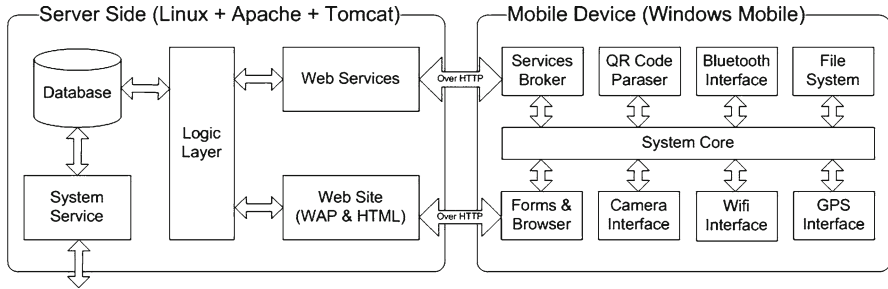 Server Side (Linux + Apache + Tomcat)
Mobile Device (Windows Mobile)
Database
Logic
Layer
Web Services
Over HTTP
Services
Broker
QR Code
Paraser
Bluetooth
Interface
File
System
System Core
System
Service
Web Site
(WAP & HTML)
Over HTTP
Forms &
Browser
Camera
Interface
Wifi
Interface
GPS
Interface